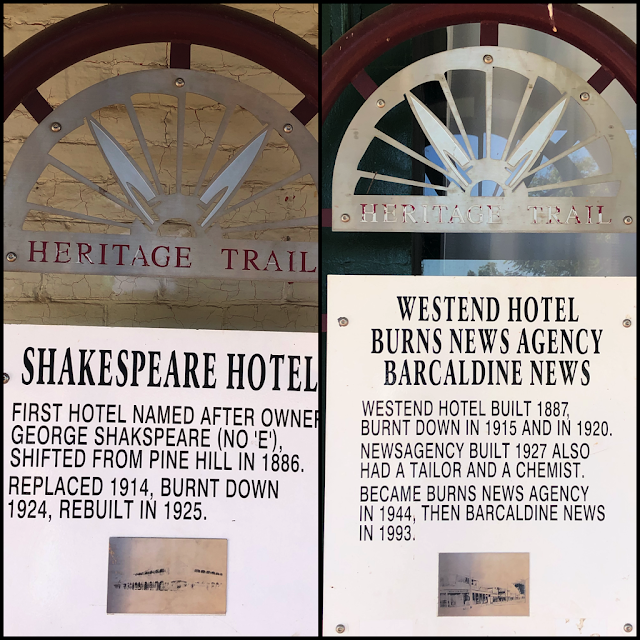 HERITAGE TRAIL
SHAKESPEARE HOTEL
FIRST HOTEL NAMED AFTER OWNER
GEORGE SHAKSPEARE (NO 'E'),
SHIFTED FROM PINE HILL IN 1886.
REPLACED 1914, BURNT DOWN
1924, REBUILT IN 1925.
HERITAGE TRAIL
WESTEND HOTEL
BURNS NEWS AGENCY
BARCALDINE NEWS
WESTEND HOTEL BUILT 1887,
BURNT DOWN IN 1915 AND IN 1920.
NEWSAGENCY BUILT 1927 ALSO
HAD A TAILOR AND A CHEMIST.
BECAME BURNS NEWS AGENCY
IN 1944, THEN BARCALDINE NEWS
IN 1993.